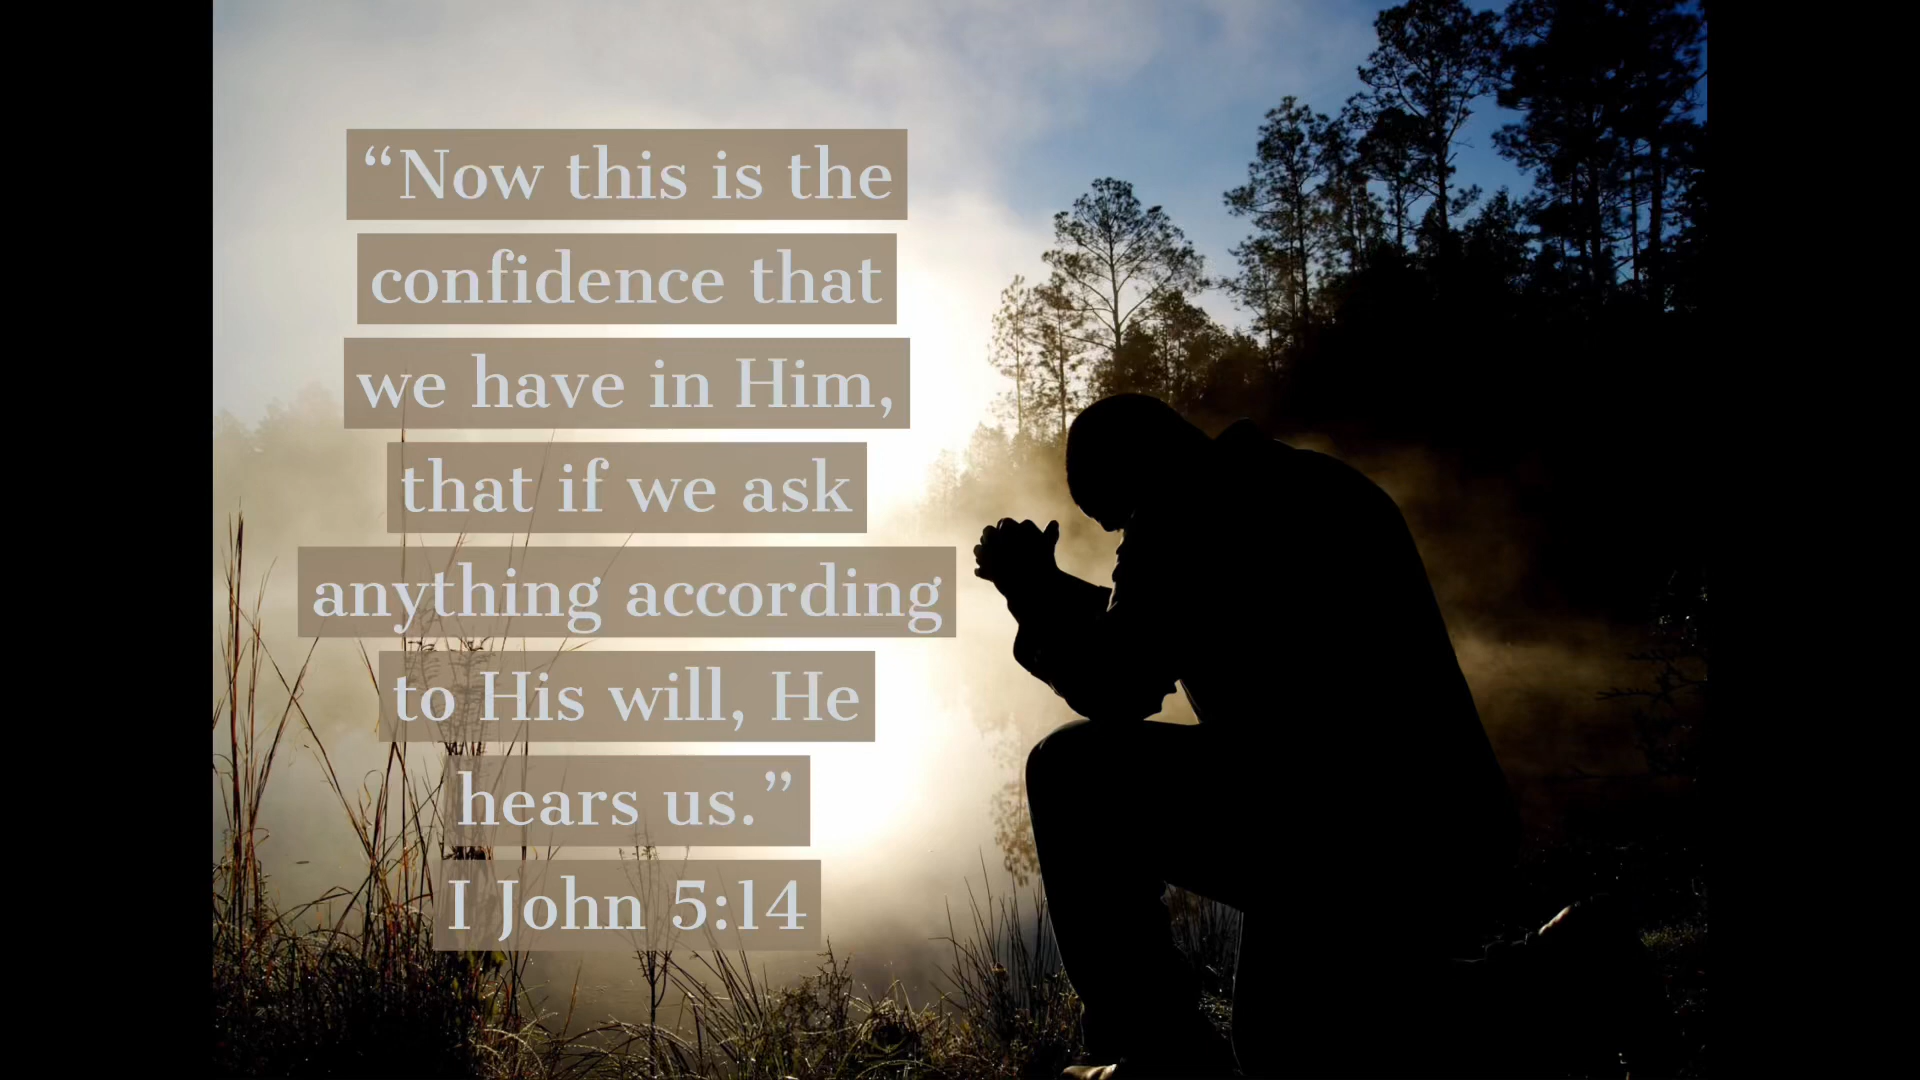 “Now this is the
confidence that
we have in Him,
that if we ask
anything according
to His will, He
hears us.”
I John 5:14